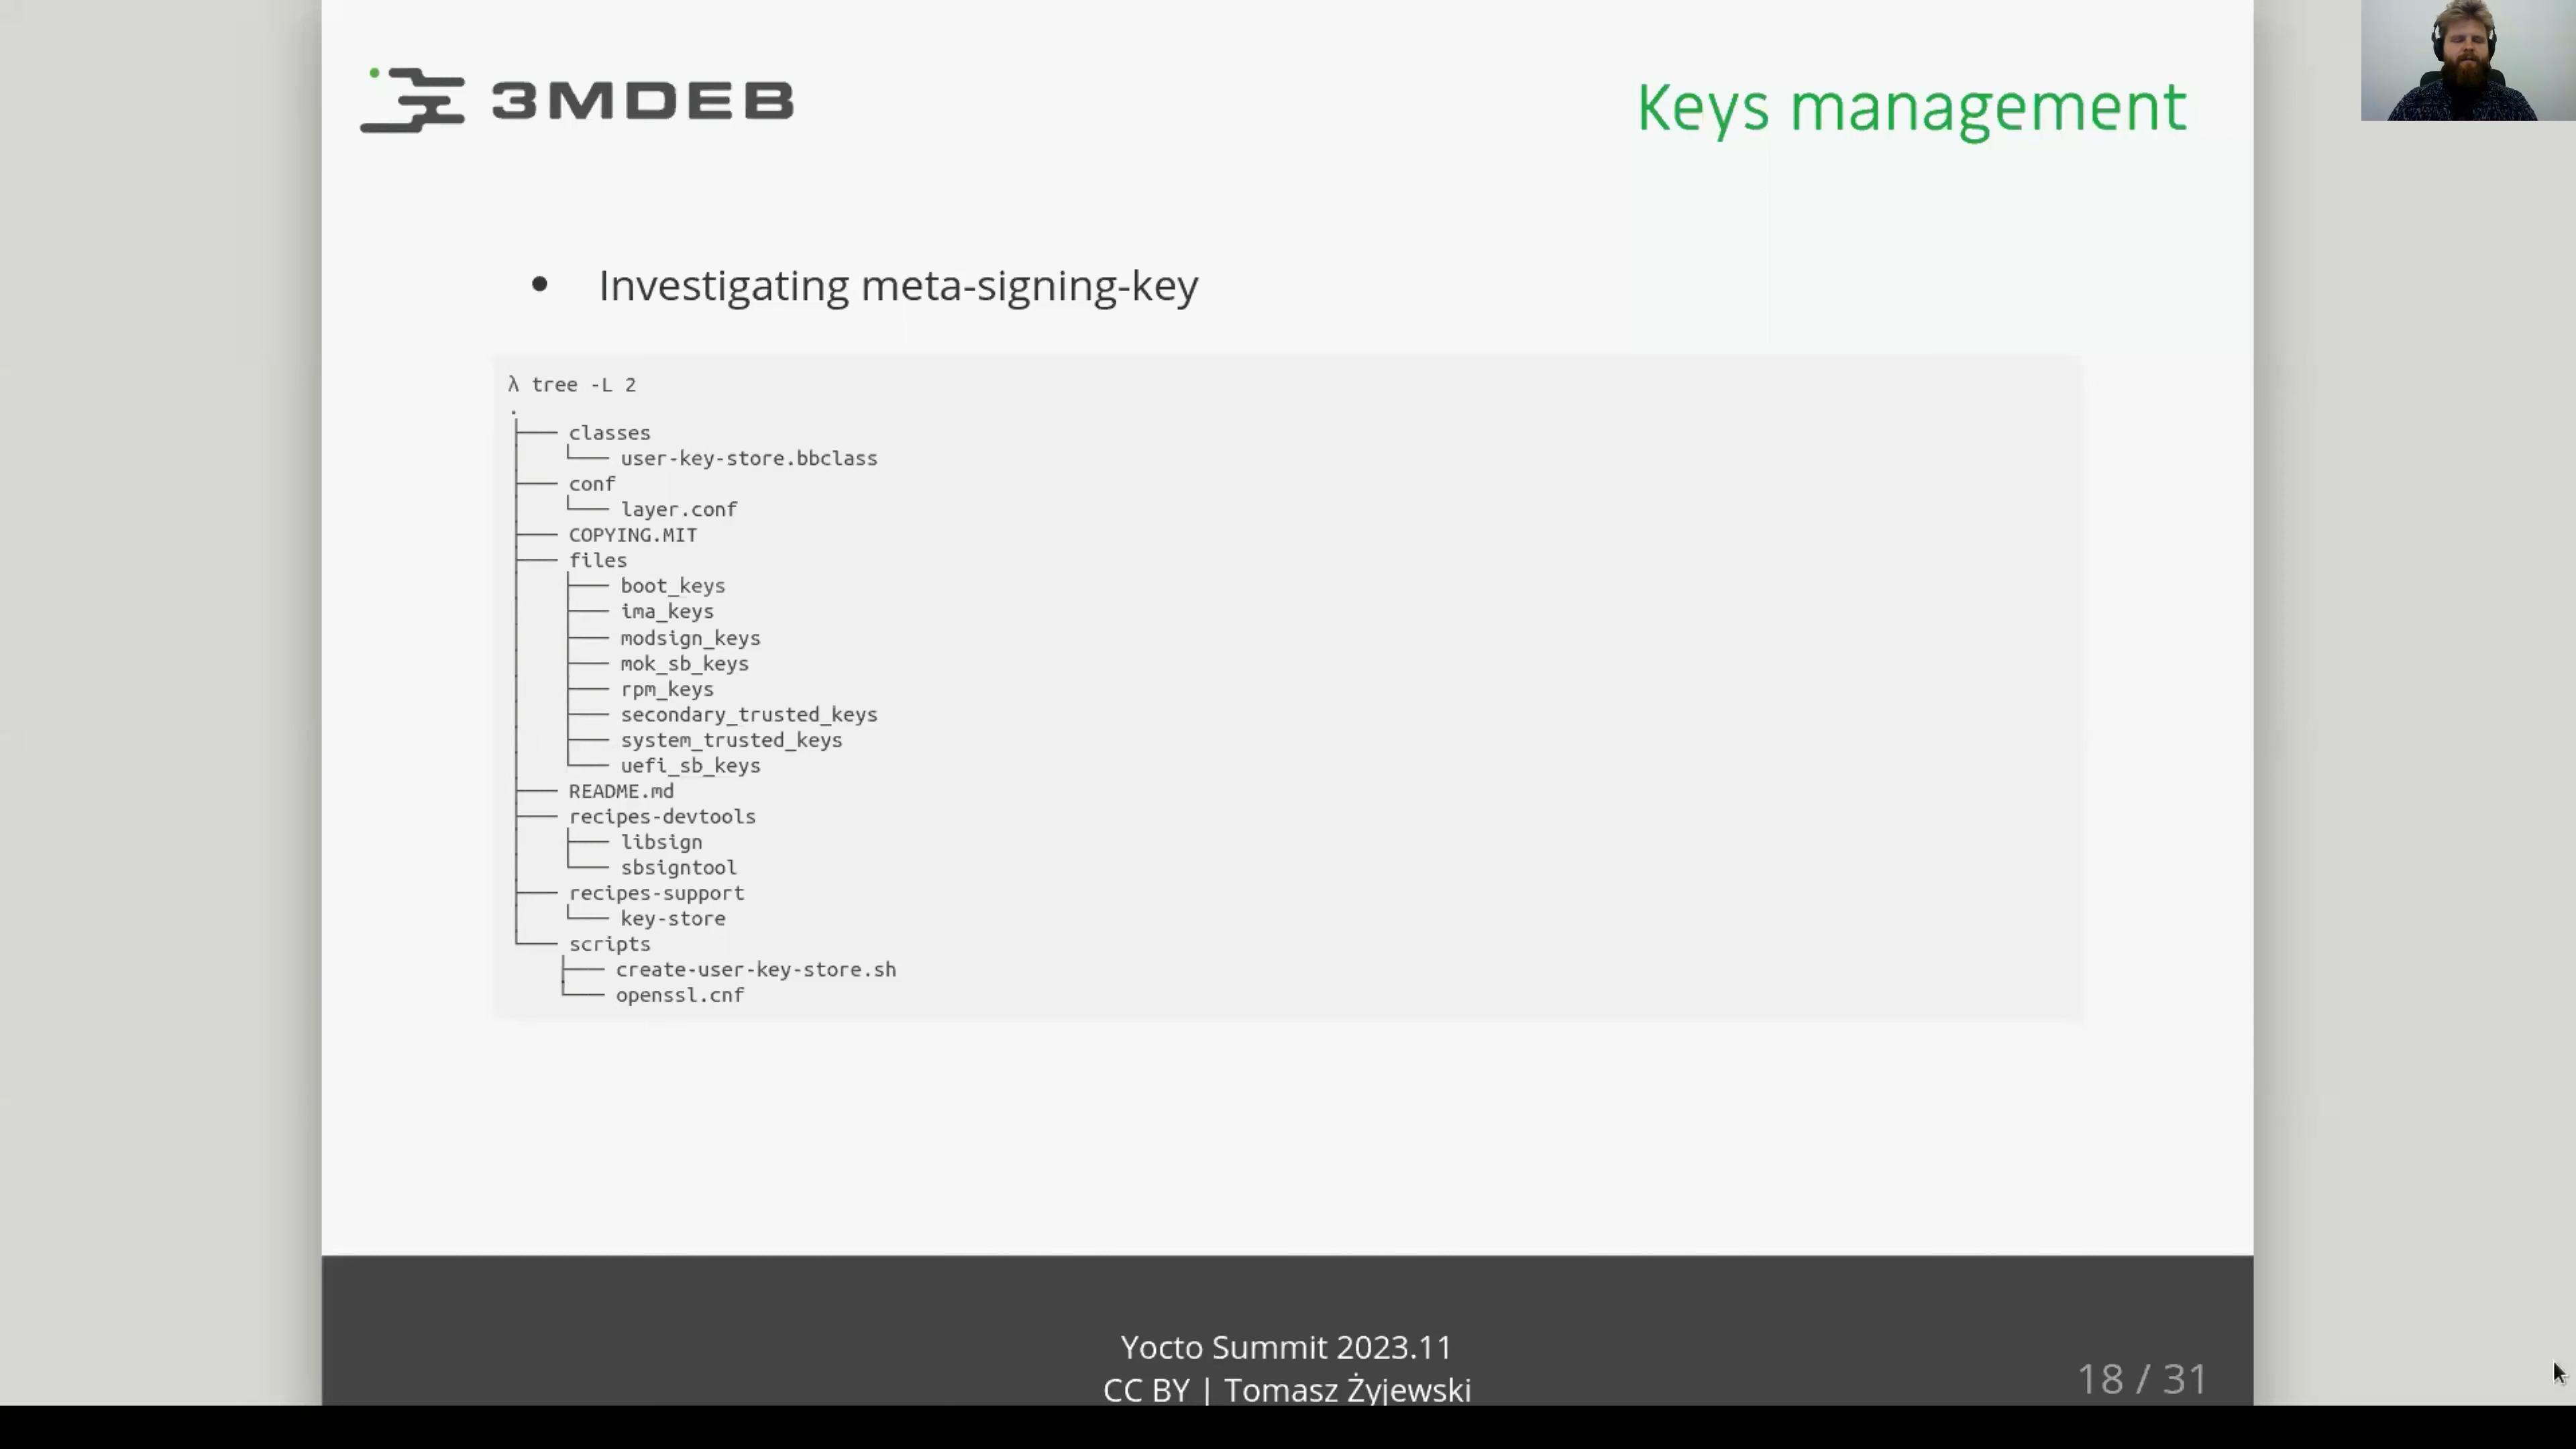 3MDEB
Keys management
• Investigating meta-signing-key
λ tree -L 2
.
├── classes
│   └── user-key-store.bbclass
├── conf
│   └── layer.conf
├── COPYING.MIT
├── files
│   ├── boot_keys
│   ├── ima_keys
│   ├── modsign_keys
│   ├── mok_sb_keys
│   ├── rpm_keys
│   ├── secondary_trusted_keys
│   ├── system_trusted_keys
│   └── uefi_sb_keys
├── README.md
├── recipes-devtools
│   ├── libsign
│   └── sbsigntool
├── recipes-support
│   └── key-store
└── scripts
    ├── create-user-key-store.sh
    └── openssl.cnf
Yocto Summit 2023.11
CC BY | Tomasz Żyjewski
18 / 31